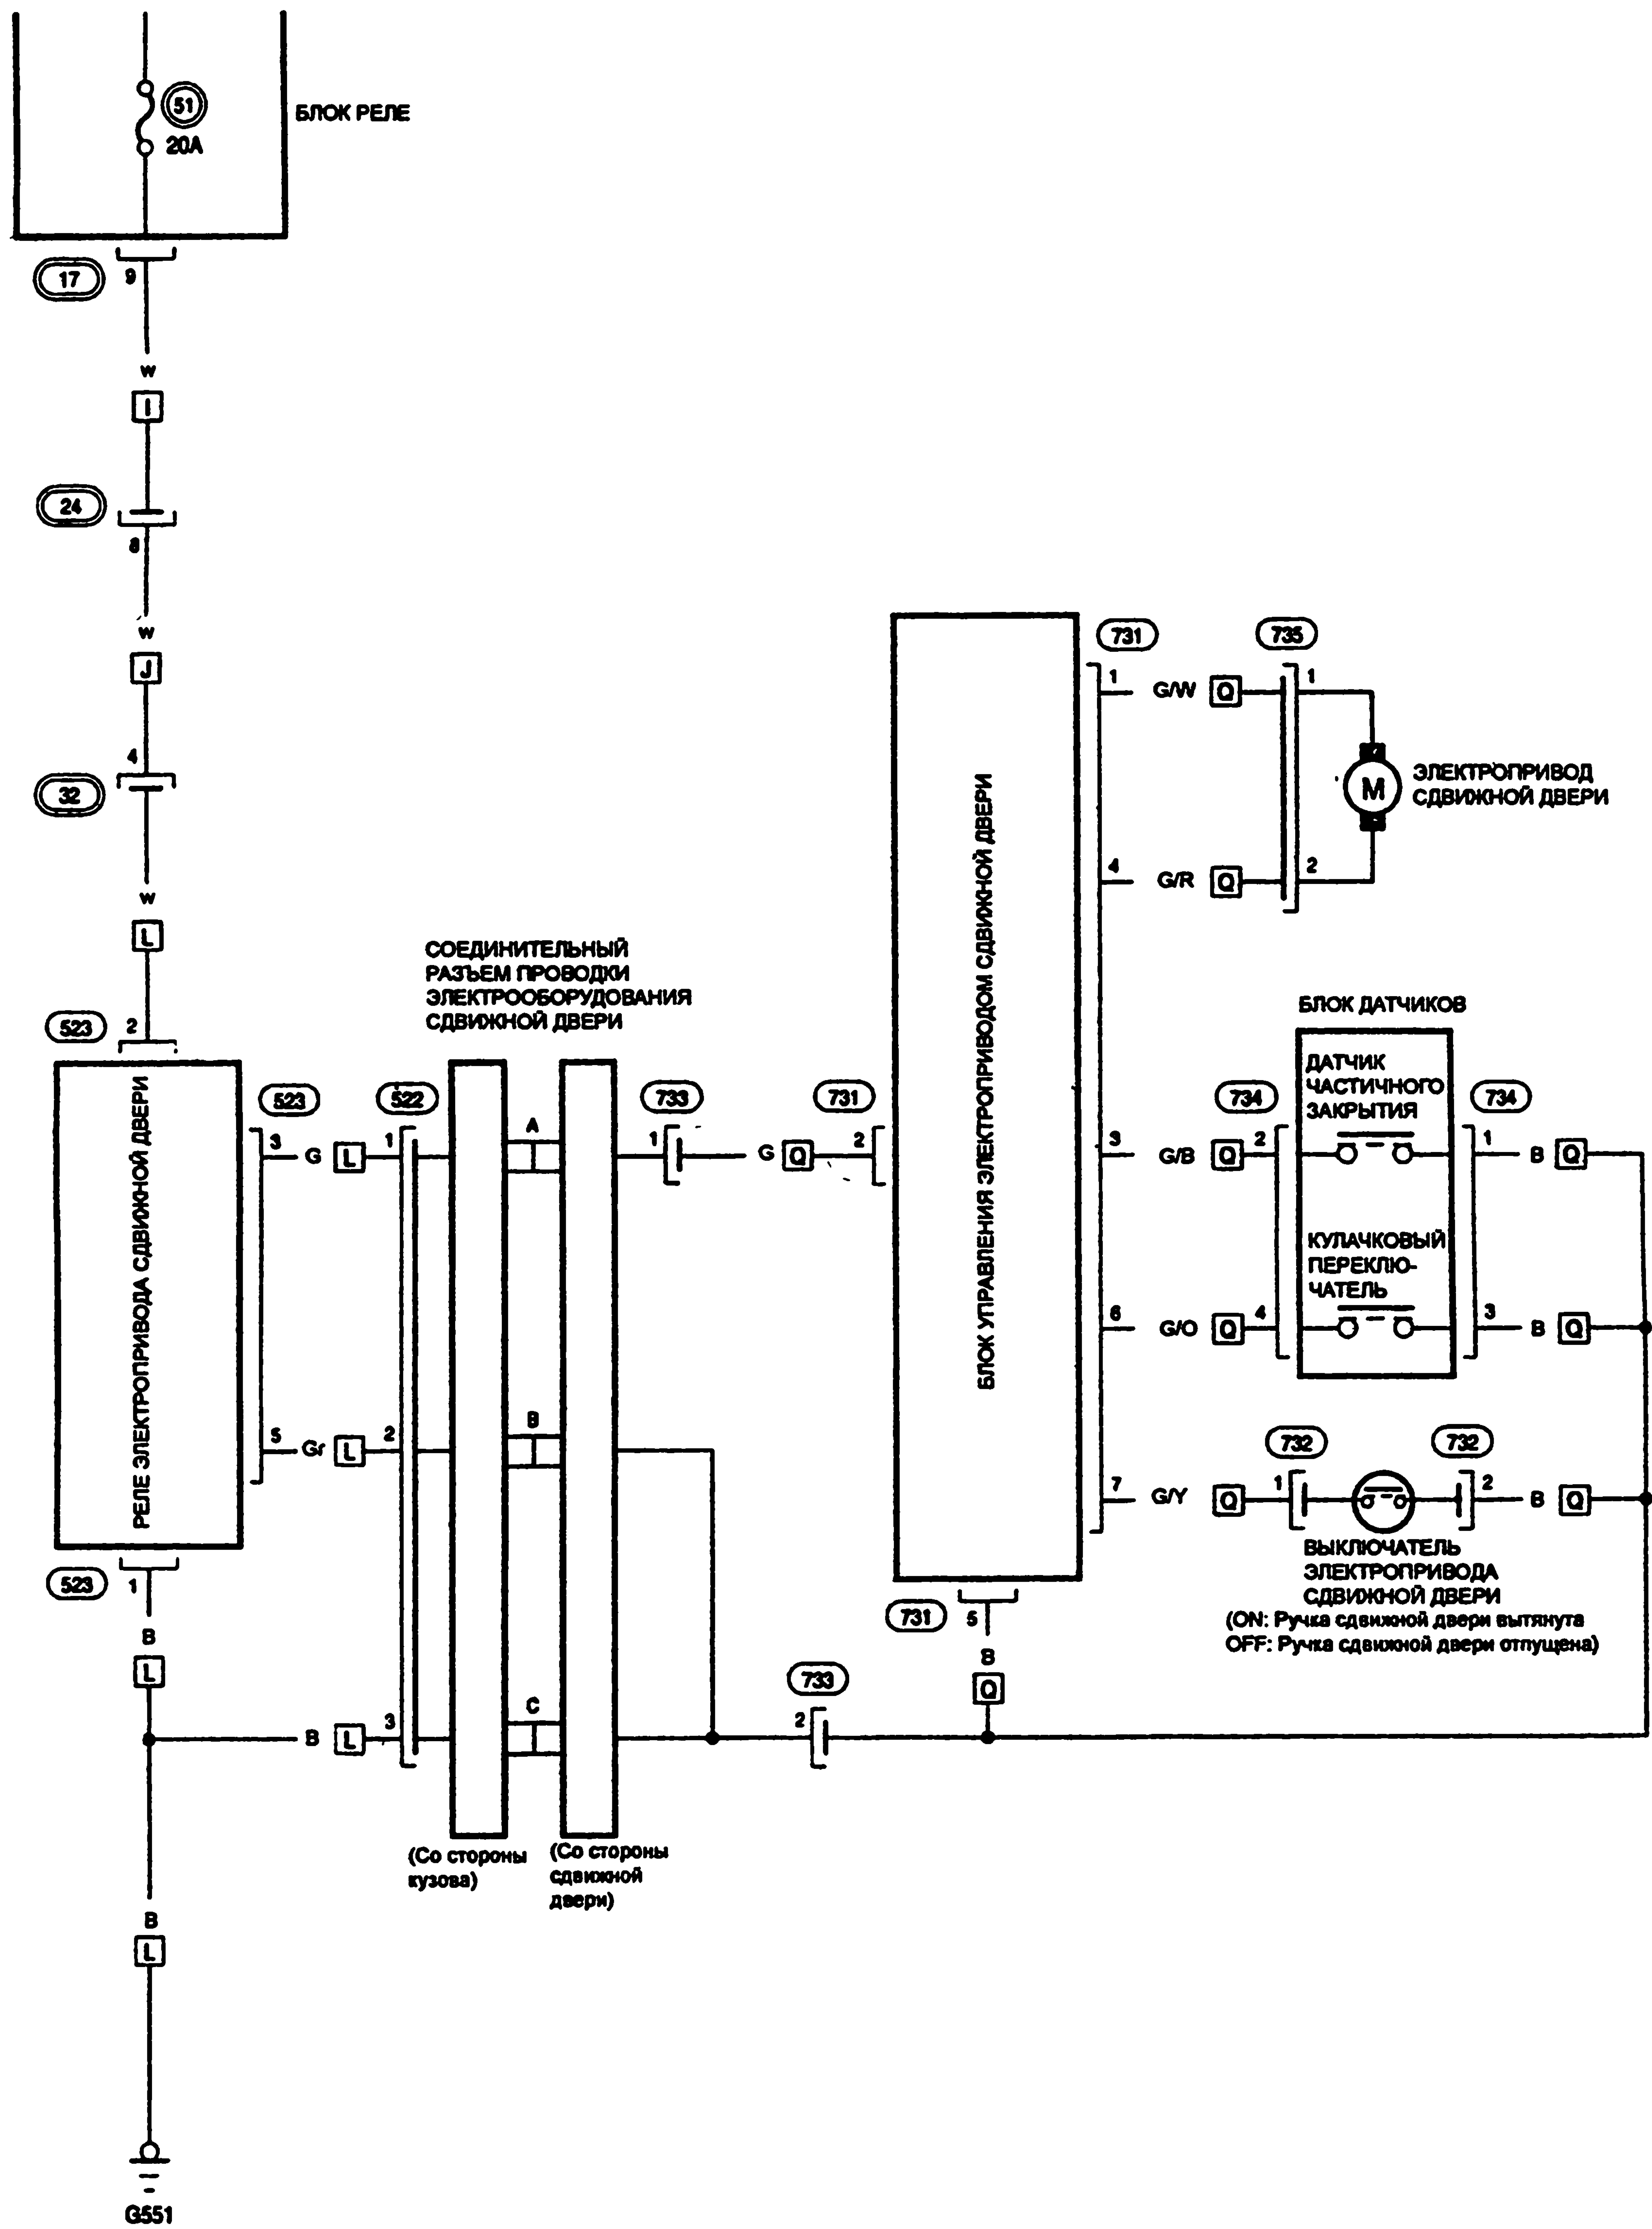 51
20A
БЛОК РЕЛЕ
17
9
w
I
24
8
w
J
4
32
w
L
523
2
РЕЛЕ ЭЛЕКТРОПРИВОДА СДВИЖНОЙ ДВЕРИ
523
3
G
L
5
Gr
L
523
1
B
L
B
L
B
L
G551
СОЕДИНИТЕЛЬНЫЙ
РАЗЪЕМ ПРОВОДКИ
ЭЛЕКТРООБОРУДОВАНИЯ
СДВИЖНОЙ ДВЕРИ
522
1
2
3
A
B
C
(Со стороны
кузова)
(Со стороны
сдвижной
двери)
733
1
G
Q
731
2
733
2
БЛОК УПРАВЛЕНИЯ ЭЛЕКТРОПРИВОДОМ СДВИЖНОЙ ДВЕРИ
731
5
B
Q
731
1
G/W
Q
735
1
4
G/R
Q
2
M
ЭЛЕКТРОПРИВОД
СДВИЖНОЙ ДВЕРИ
БЛОК ДАТЧИКОВ
ДАТЧИК
ЧАСТИЧНОГО
ЗАКРЫТИЯ
734
734
3
G/B
Q
2
1
B
Q
КУЛАЧКОВЫЙ
ПЕРЕКЛЮ-
ЧАТЕЛЬ
6
G/O
Q
4
3
B
Q
732
732
7
G/Y
Q
1
2
B
Q
ВЫКЛЮЧАТЕЛЬ
ЭЛЕКТРОПРИВОДА
СДВИЖНОЙ ДВЕРИ
(ON: Ручка сдвижной двери вытянута
OFF: Ручка сдвижной двери отпущена)